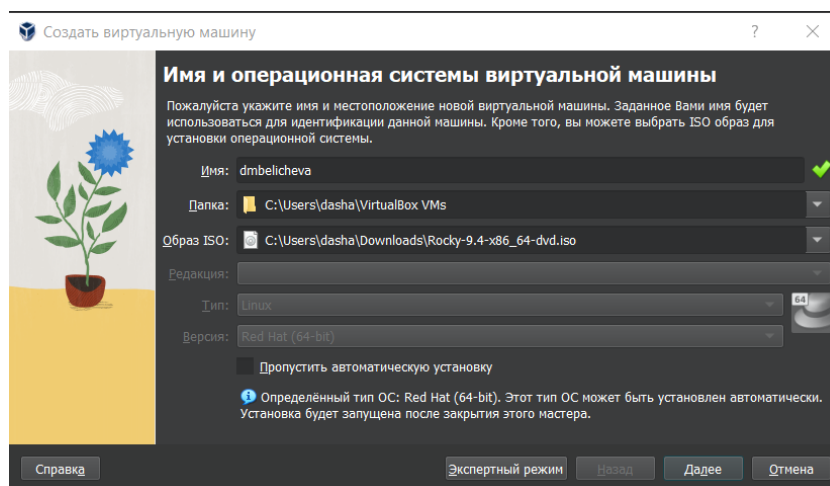 Создать виртуальную машину
Имя и операционная системы виртуальной машины
Пожалуйста укажите имя и местоположение новой виртуальной машины. Заданное Вами имя будет
использоваться для идентификации данной машины. Кроме того, вы можете выбрать ISO образ для
установки операционной системы.
Имя: dmbelicheva
Папка: C:\Users\dasha\VirtualBox VMs
Образ ISO: C:\Users\dasha\Downloads\Rocky-9.4-x86_64-dvd.iso
Редакция:
Тип: Linux
64
Версия: Red Hat (64-bit)
Пропустить автоматическую установку
Определённый тип ОС: Red Hat (64-bit). Этот тип ОС может быть установлен автоматически.
Установка будет запущена после закрытия этого мастера.
Справка Экспертный режим Назад Далее Отмена